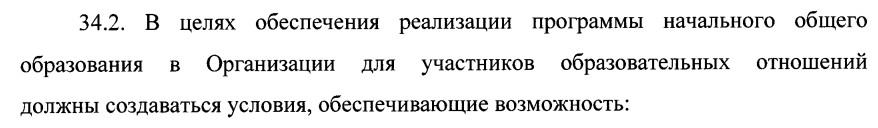 34.2. В целях обеспечения реализации программы начального общего
образования в Организации для участников образовательных отношений
должны создаваться условия, обеспечивающие возможность: